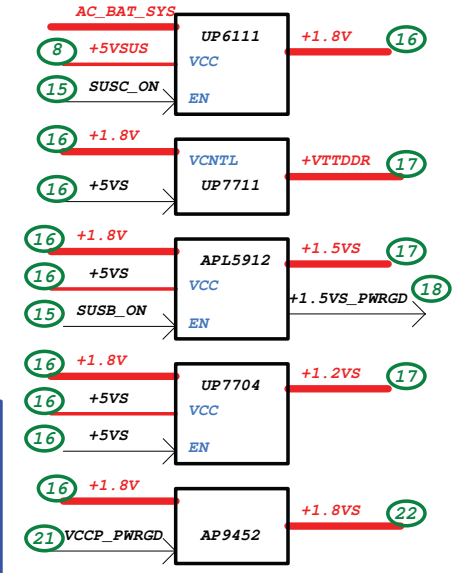 AC_BAT_SYS
UP6111 +1.8V 16
8 +5VSUS VCC
15 SUSC_ON EN
16 +1.8V VCNTL +VTTDDR 17
16 +5VS UP7711
16 +1.8V APL5912 +1.5VS 17
16 +5VS VCC
+1.5VS_PWRGD 18
15 SUSB_ON EN
16 +1.8V UP7704 +1.2VS 17
16 +5VS VCC
16 +5VS EN
16 +1.8V +1.8VS 22
21 VCCP_PWRGD AP9452